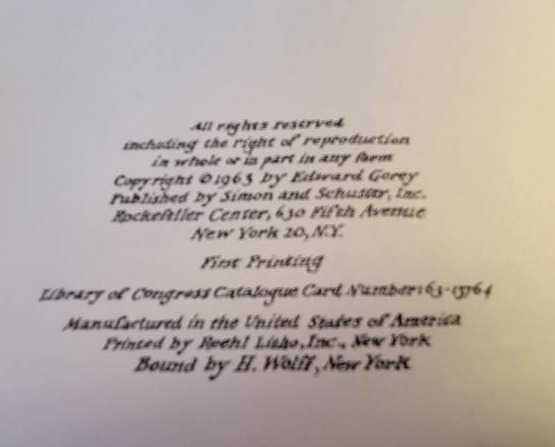 All rights reserved
including the right of reproduction
in whole or in part in any form
Copyright © 1963 by Edward Gorey
Published by Simon and Schuster, Inc.
Rockefeller Center, 630 Fifth Avenue
New York 20, N.Y.
First Printing
Library of Congress Catalogue Card Number: 63-13764
Manufactured in the United States of America
Printed by Reehl Litho, Inc., New York
Bound by H. Wolff, New York